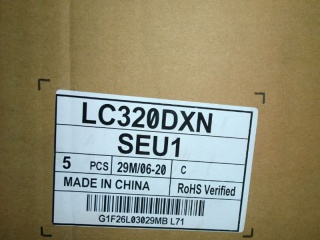 LC320DXN
SEU1
5 PCS 29M/06-20 C
MADE IN CHINA RoHS Verified
G1F26L03029MB L71